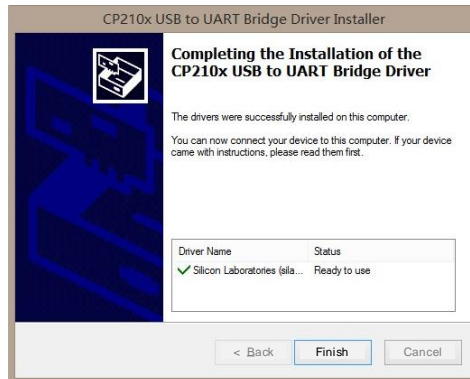 CP210x USB to UART Bridge Driver Installer
Completing the Installation of the
CP210x USB to UART Bridge Driver
The drivers were successfully installed on this computer.
You can now connect your device to this computer. If your device
came with instructions, please read them first.
Driver Name Status
Silicon Laboratories (sila... Ready to use
< Back Finish Cancel